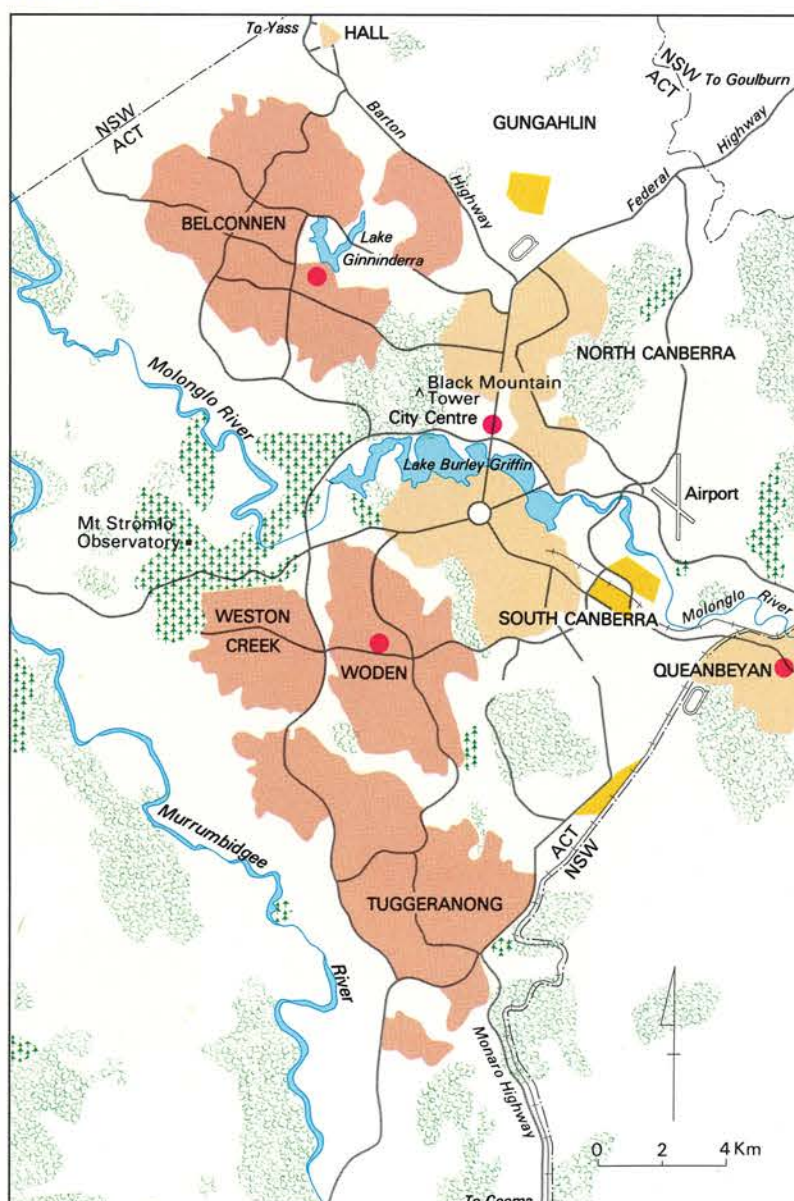 To Yass
HALL
NSW
ACT
To Goulburn
NSW
ACT
Barton
Highway
GUNGAHLIN
Federal
Highway
BELCONNEN
Lake
Ginninderra
NORTH CANBERRA
Molonglo River
Black Mountain
Tower
City Centre
Lake Burley Griffin
Airport
Mt Stromlo
Observatory
WESTON
CREEK
SOUTH CANBERRA
Molonglo
River
WODEN
QUEANBEYAN
Murrumbidgee
River
ACT
NSW
TUGGERANONG
Monaro Highway
0 2 4 Km
To Cooma